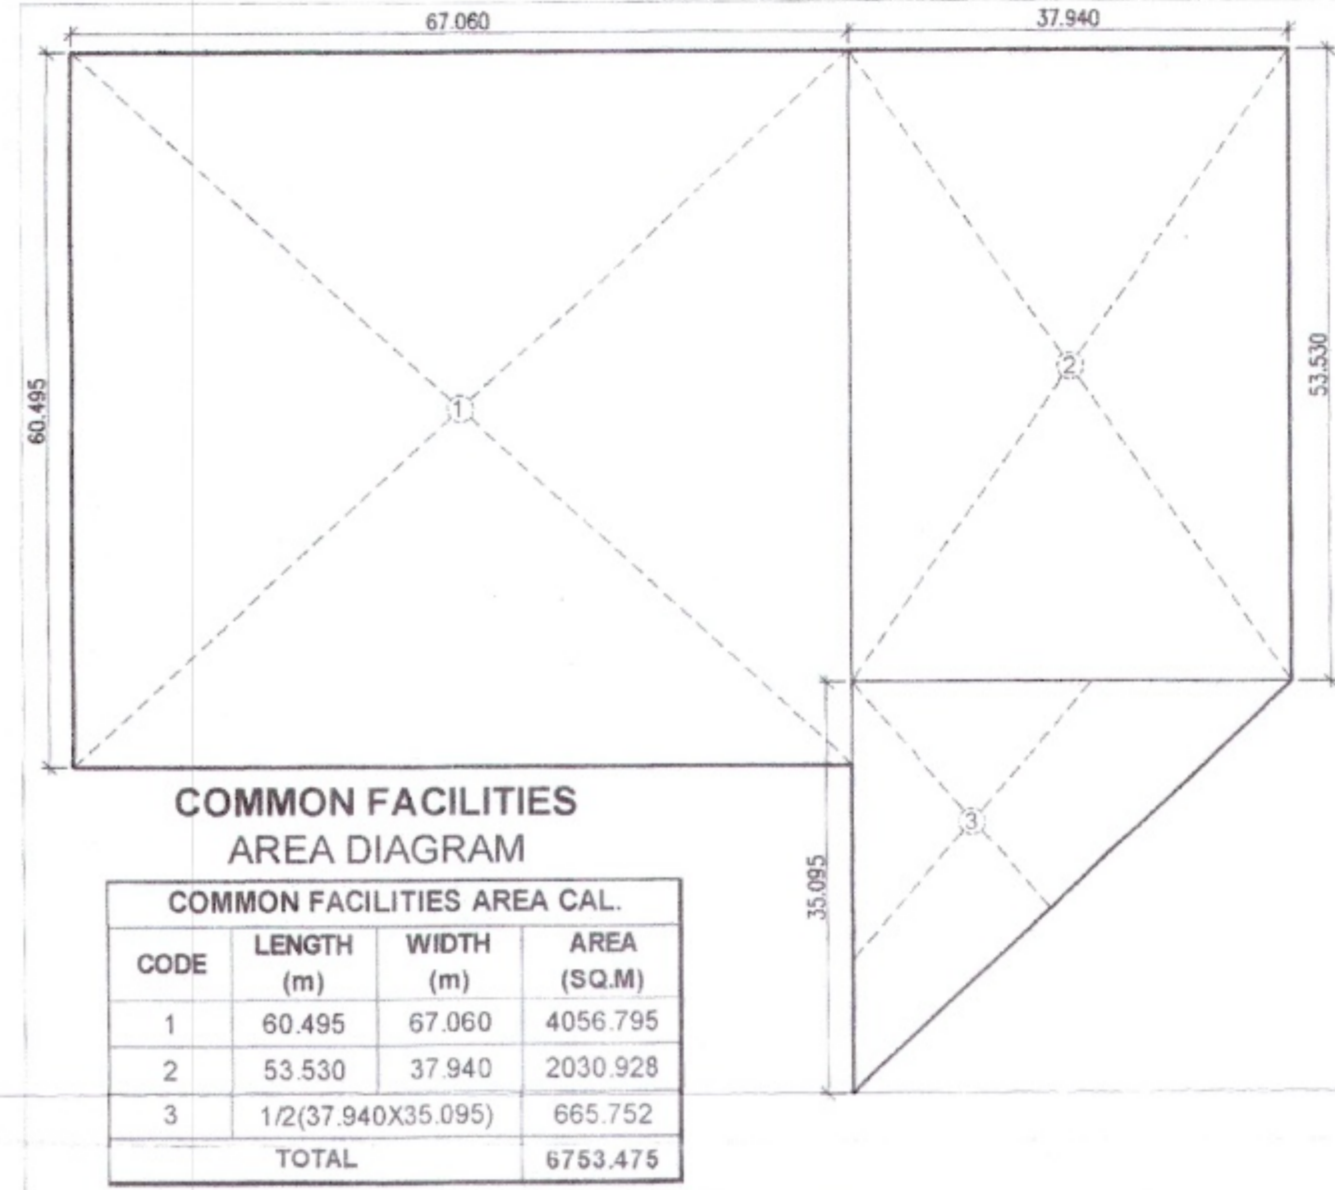 67.060
37.940
60.495
53.530
1
2
3
35.095
COMMON FACILITIES
AREA DIAGRAM
COMMON FACILITIES AREA CAL.
CODE LENGTH (m) WIDTH (m) AREA (SQ.M)
1 60.495 67.060 4056.795
2 53.530 37.940 2030.928
3 1/2(37.940X35.095) 665.752
TOTAL 6753.475